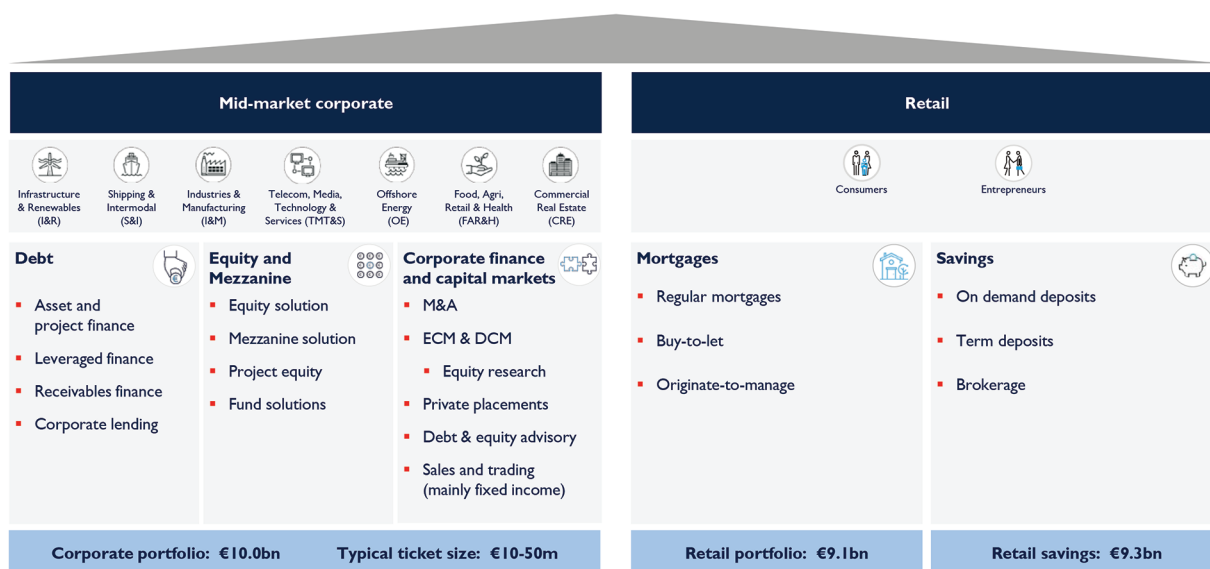 Mid-market corporate
Retail
Infrastructure
& Renewables
(I&R)
Shipping &
Intermodal
(S&I)
Industries &
Manufacturing
(I&M)
Telecom, Media,
Technology &
Services (TMT&S)
Offshore
Energy
(OE)
Food, Agri,
Retail & Health
(FAR&H)
Commercial
Real Estate
(CRE)
Consumers
Entrepreneurs
Debt
Asset and
project finance
Leveraged finance
Receivables finance
Corporate lending
Equity and
Mezzanine
Equity solution
Mezzanine solution
Project equity
Fund solutions
Corporate finance
and capital markets
M&A
ECM & DCM
Equity research
Private placements
Debt & equity advisory
Sales and trading
(mainly fixed income)
Mortgages
Regular mortgages
Buy-to-let
Originate-to-manage
Savings
On demand deposits
Term deposits
Brokerage
Corporate portfolio: €10.0bn
Typical ticket size: €10-50m
Retail portfolio: €9.1bn
Retail savings: €9.3bn